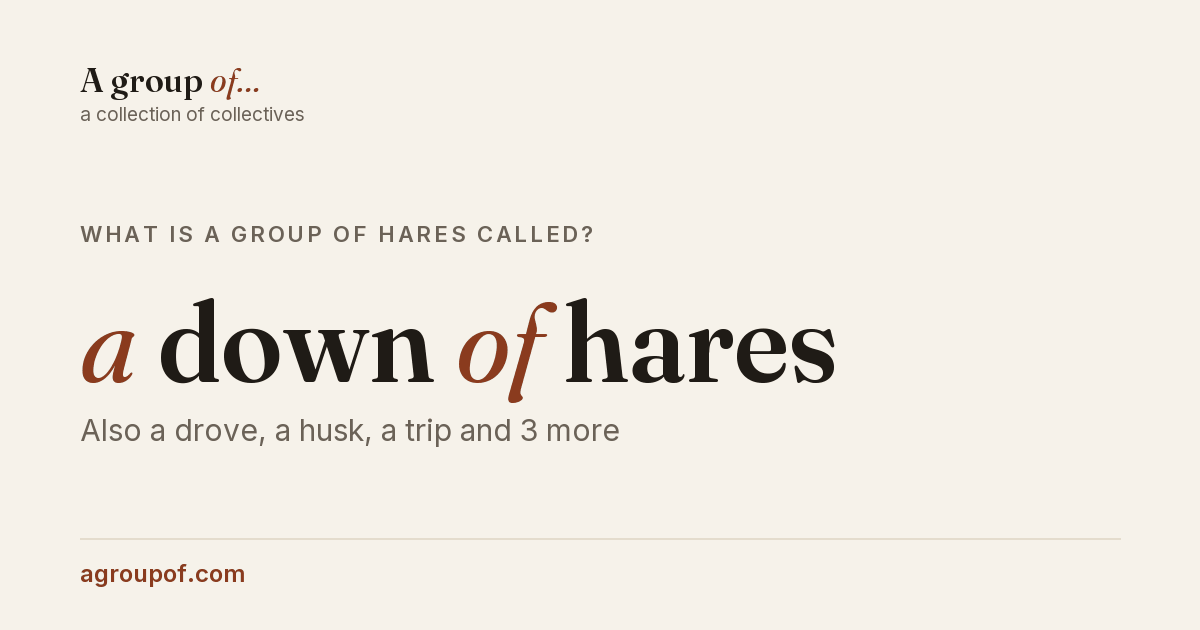 A group of...
a collection of collectives
WHAT IS A GROUP OF HARES CALLED?
a down of hares
Also a drove, a husk, a trip and 3 more
agroupof.com